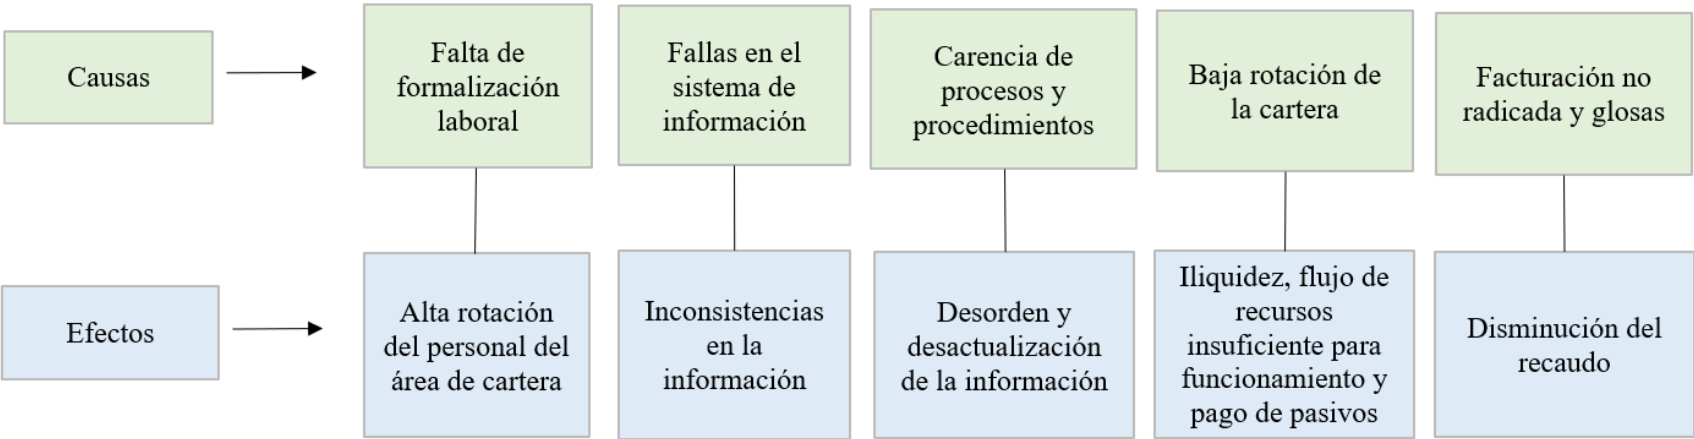 Causas
Falta de
formalización
laboral
Fallas en el
sistema de
información
Carencia de
procesos y
procedimientos
Baja rotación de
la cartera
Facturación no
radicada y glosas
Efectos
Alta rotación
del personal del
área de cartera
Inconsistencias
en la
información
Desorden y
desactualización
de la información
Iliquidez, flujo de
recursos
insuficiente para
funcionamiento y
pago de pasivos
Disminución del
recaudo